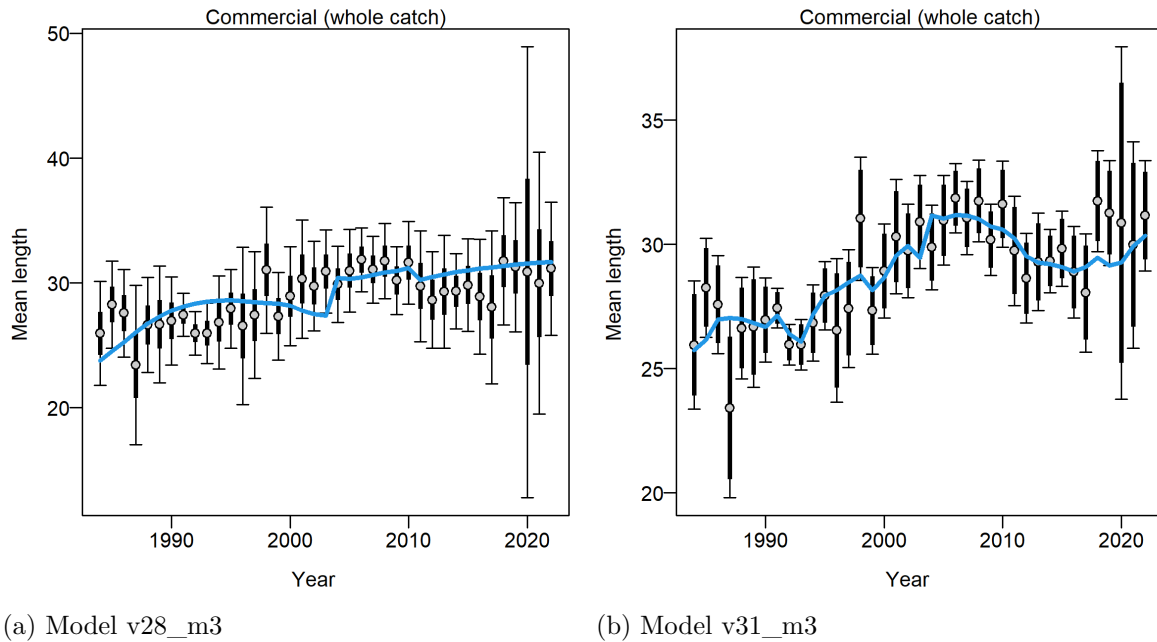 Commercial (whole catch)
Mean length
50
40
30
20
1990
2000
2010
2020
Year
(a) Model v28_m3
Commercial (whole catch)
Mean length
35
30
25
20
1990
2000
2010
2020
Year
(b) Model v31_m3